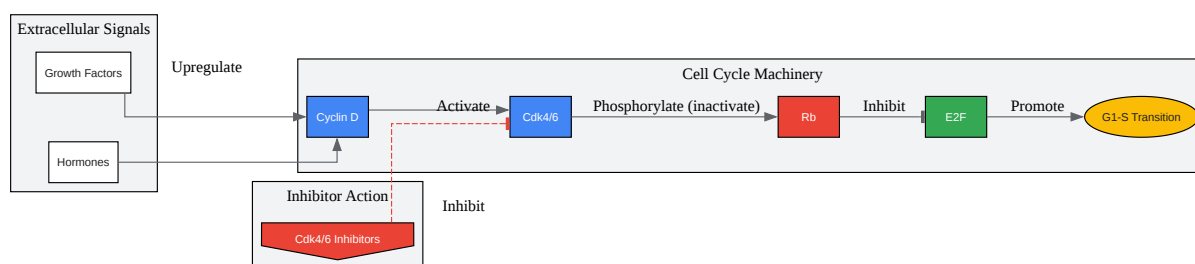 Extracellular Signals
Growth Factors
Hormones
Upregulate
Cell Cycle Machinery
Cyclin D
Activate
Cdk4/6
Phosphorylate (inactivate)
Rb
Inhibit
E2F
Promote
G1-S Transition
Inhibitor Action
Cdk4/6 Inhibitors
Inhibit